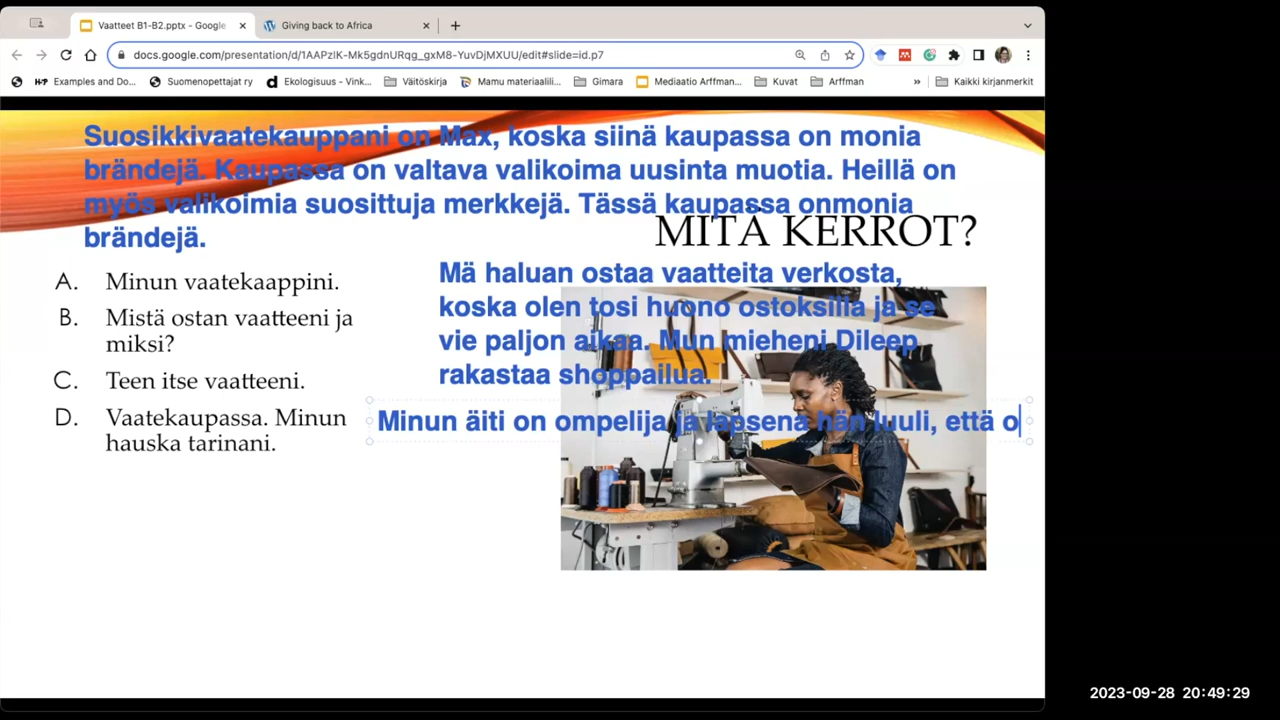 Vaatteet B1-B2.pptx - Google
Giving back to Africa
docs.google.com/presentation/d/1AAPzIK-Mk5gdnURqg_gxM8-YuvDjMXUU/edit#slide=id.p7
Examples and Do...
Suomenopettajat ry
Ekologisuus - Vink...
Väitöskirja
Mamu materiaalili...
Gimara
Mediaatio Arffman...
Kuvat
Arffman
»
Kaikki kirjanmerkit
Suosikkivaatekauppani on Max, koska siinä kaupassa on monia
brändejä. Kaupassa on valtava valikoima uusinta muotia. Heillä on
myös valikoimia suosittuja merkkejä. Tässä kaupassa onmonia
brändejä.
MITÄ KERROT?
A. Minun vaatekaappini.
B. Mistä ostan vaatteeni ja
miksi?
C. Teen itse vaatteeni.
D. Vaatekaupassa. Minun
hauska tarinani.
Mä haluan ostaa vaatteita verkosta,
koska olen tosi huono ostoksilla ja se
vie paljon aikaa. Mun mieheni Dileep
rakastaa shoppailua.
Minun äiti on ompelija ja lapsena hän luuli, että o
2023-09-28 20:49:29